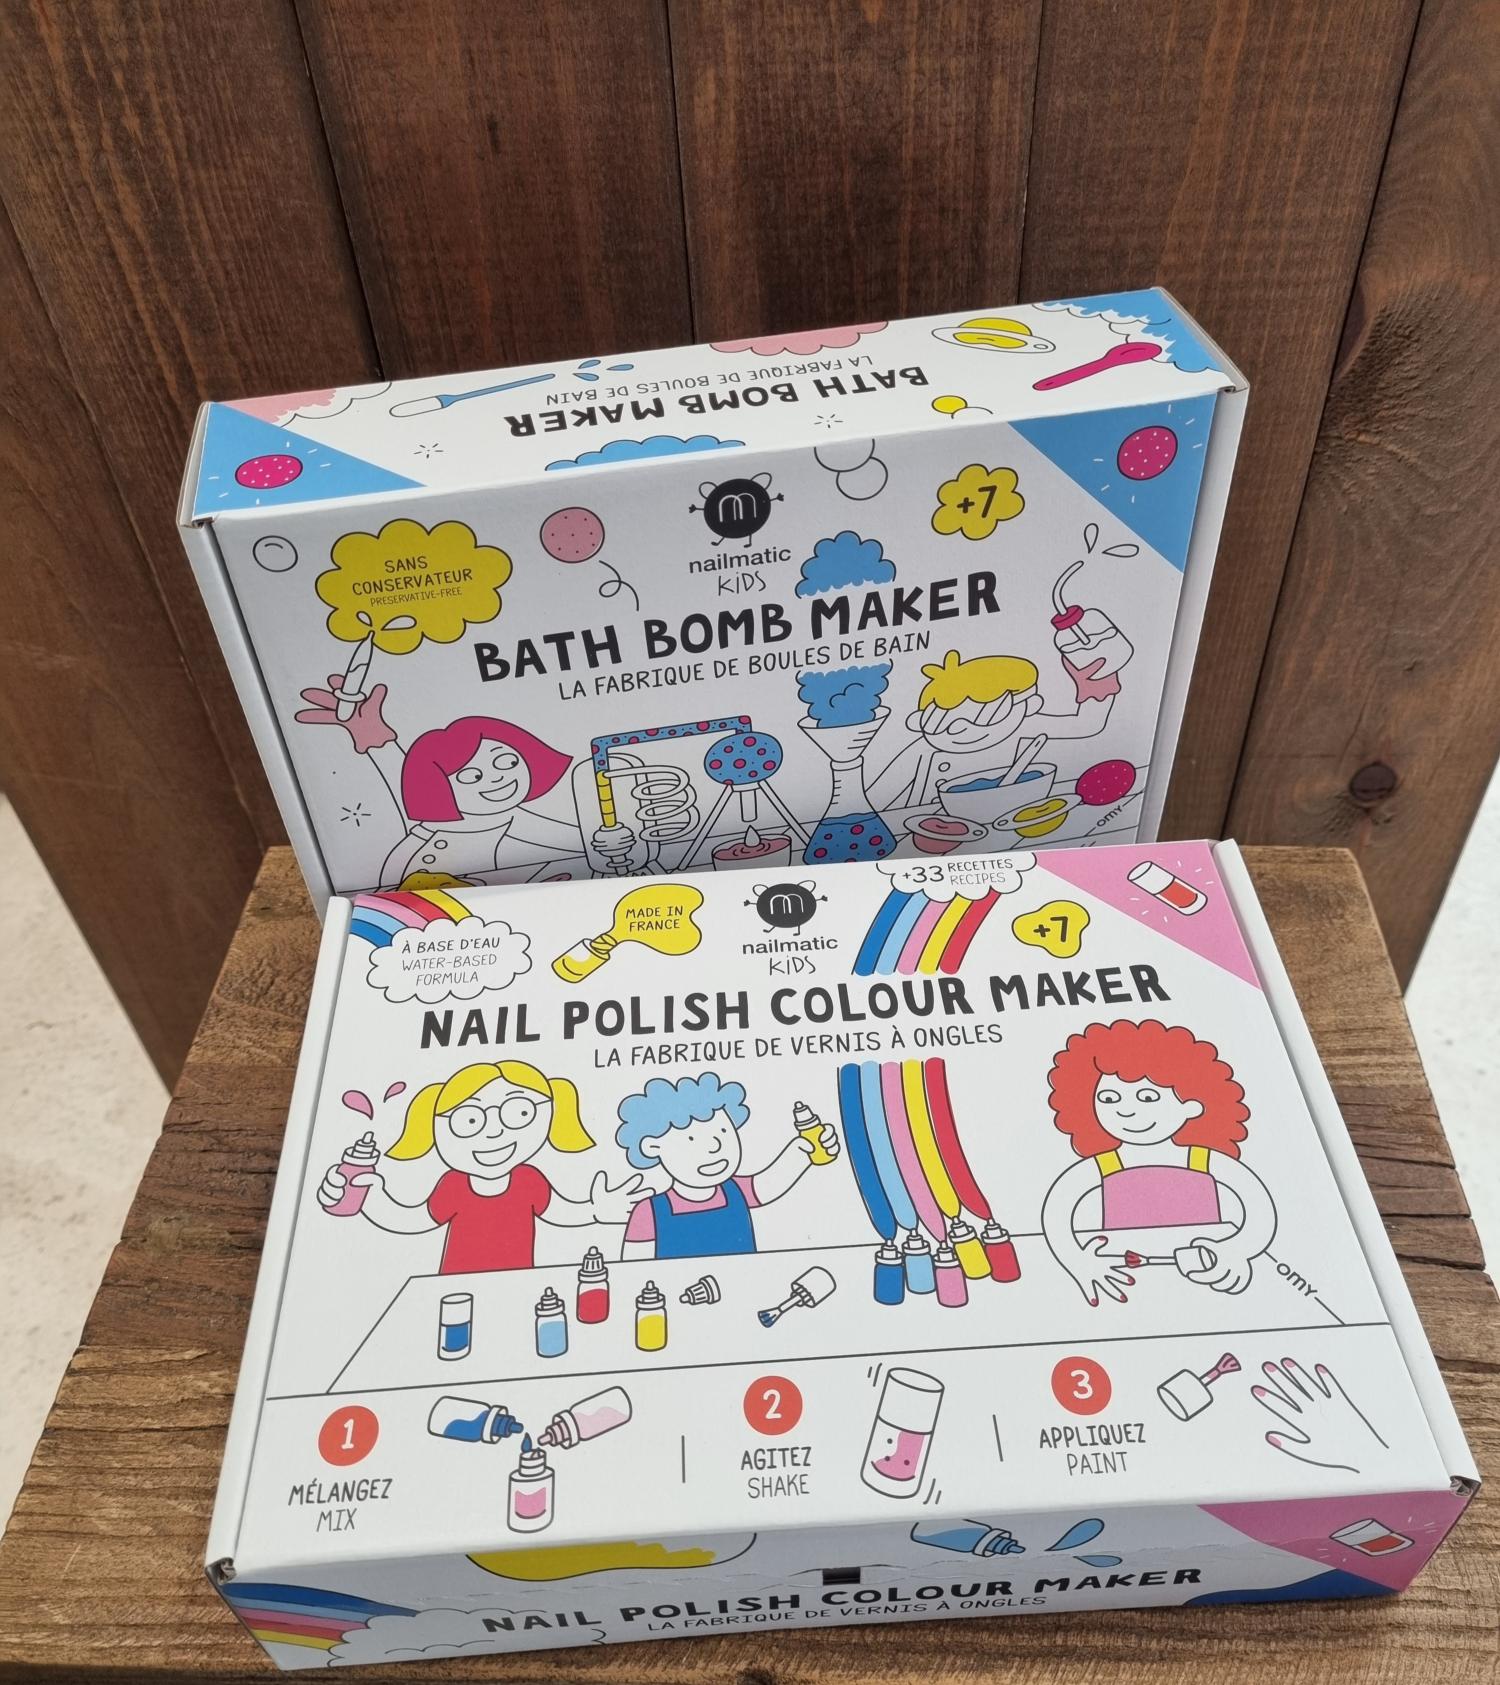 BATH BOMB MAKER
LA FABRIQUE DE BOULES DE BAIN
nailmatic
KIDS
+7
SANS
CONSERVATEUR
PRESERVATIVE-FREE
BATH BOMB MAKER
LA FABRIQUE DE BOULES DE BAIN
OMY
À BASE D'EAU
WATER-BASED
FORMULA
MADE IN
FRANCE
nailmatic
KIDS
+33 RECETTES
RECIPES
+7
NAIL POLISH COLOUR MAKER
LA FABRIQUE DE VERNIS À ONGLES
OMY
1
MÉLANGEZ
MIX
2
AGITEZ
SHAKE
3
APPLIQUEZ
PAINT
NAIL POLISH COLOUR MAKER
LA FABRIQUE DE VERNIS À ONGLES